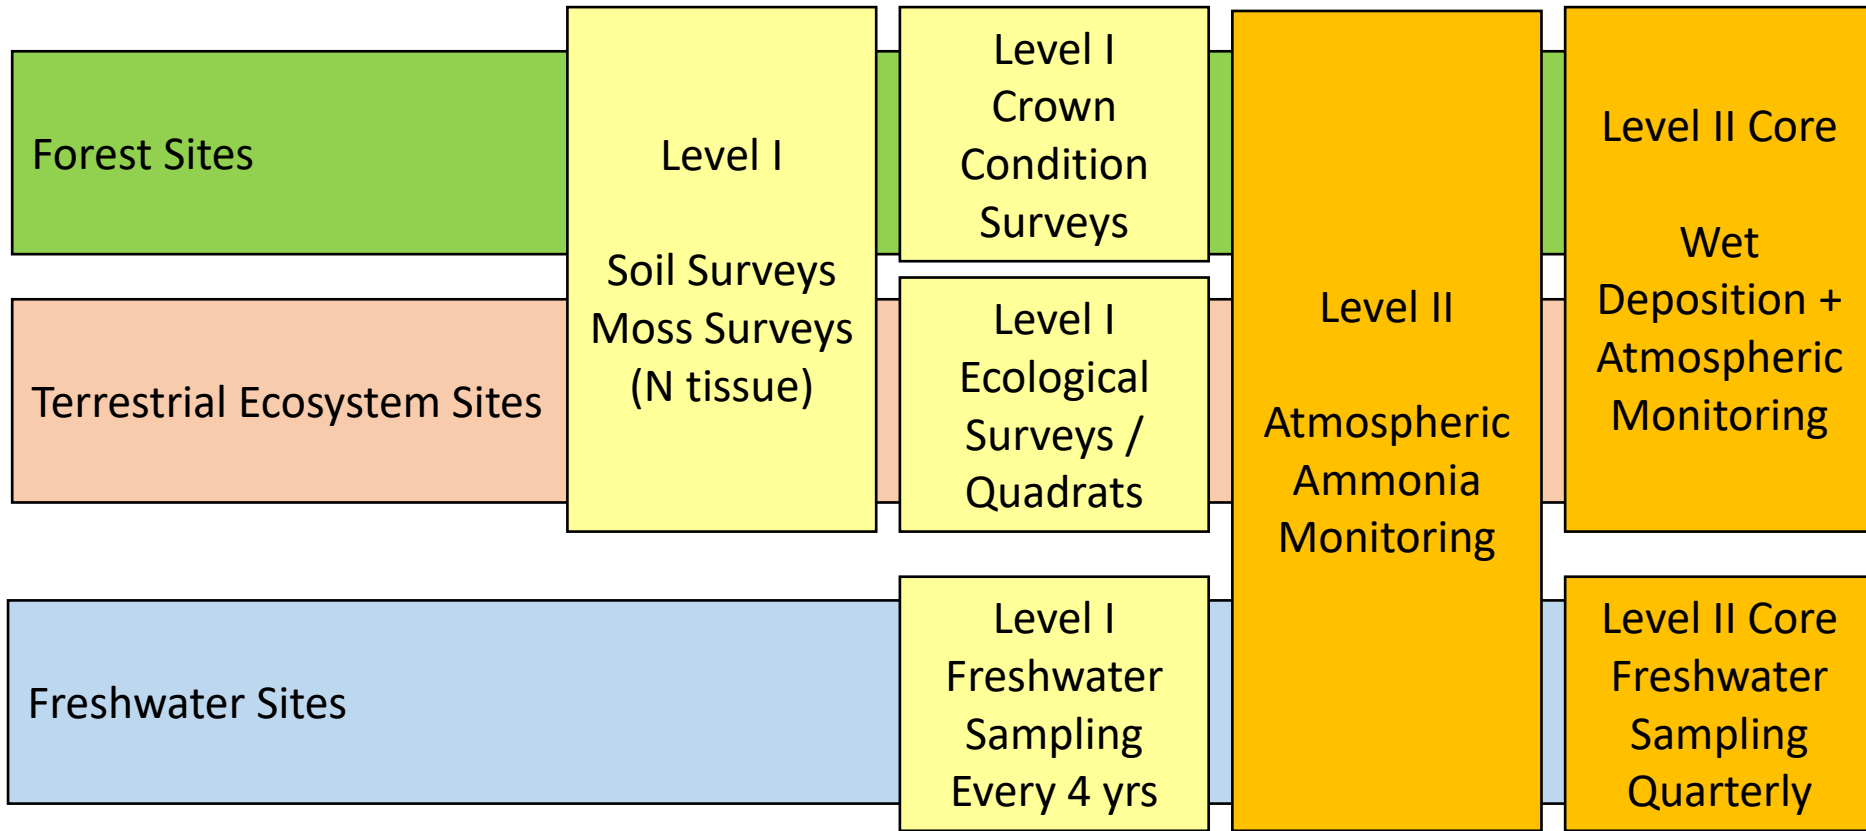 Forest Sites
Terrestrial Ecosystem Sites
Freshwater Sites
Level I
Soil Surveys
Moss Surveys
(N tissue)
Level I
Crown
Condition
Surveys
Level I
Ecological
Surveys /
Quadrats
Level I
Freshwater
Sampling
Every 4 yrs
Level II
Atmospheric
Ammonia
Monitoring
Level II Core
Wet
Deposition +
Atmospheric
Monitoring
Level II Core
Freshwater
Sampling
Quarterly